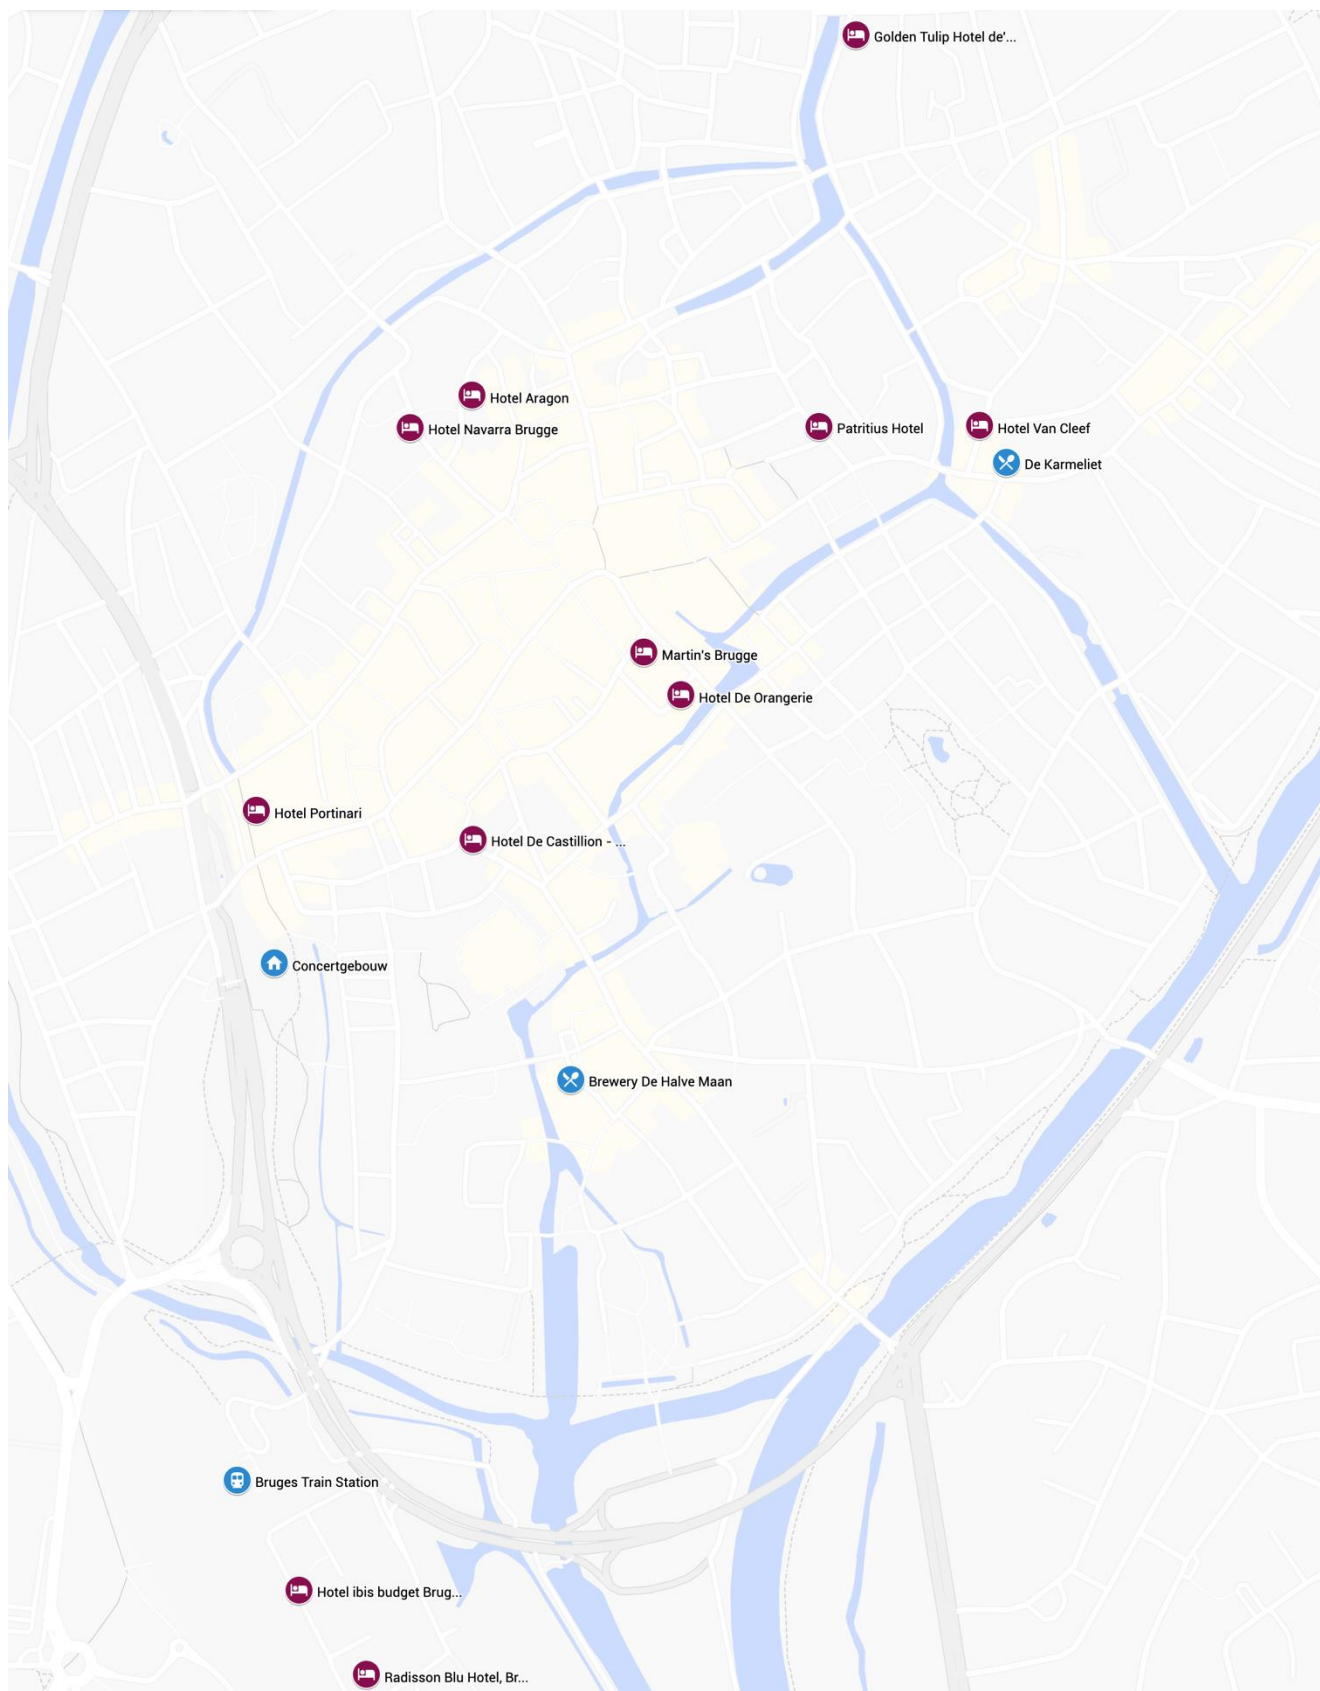 Golden Tulip Hotel de'...
Hotel Aragon
Hotel Navarra Brugge
Patritius Hotel
Hotel Van Cleef
De Karmeliet
Martin's Brugge
Hotel De Orangerie
Hotel Portinari
Hotel De Castillion - ...
Concertgebouw
Brewery De Halve Maan
Bruges Train Station
Hotel ibis budget Brug...
Radisson Blu Hotel, Br...